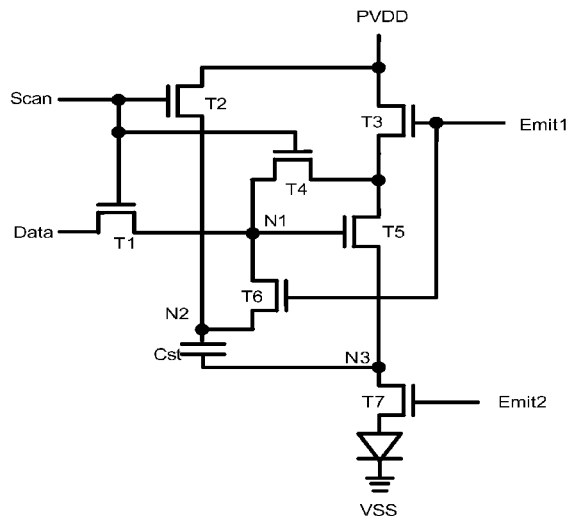 PVDD
Scan
T2
T3
Emit1
T4
Data
T1
N1
T5
T6
N2
Cst
N3
T7
Emit2
VSS